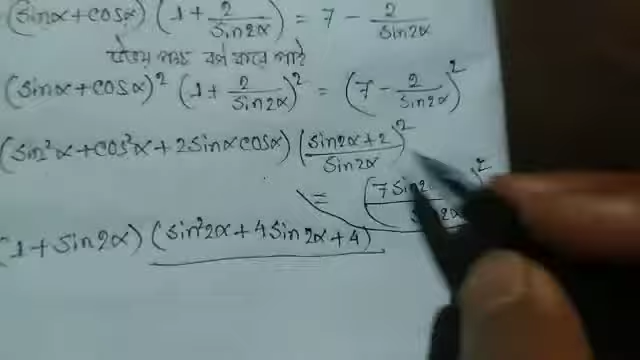 (sinα+cosα) (1 + 2/sin2α) = 7 - 2/sin2α
উভয় পক্ষ বর্গ করে পাই
(sinα+cosα)² (1 + 2/sin2α)² = (7 - 2/sin2α)²
(sin²α+cos²α+2sinαcosα) (sin2α+2/sin2α)²
= (7sin2
(1+sin2α) (sin²2α+4sin2α+4)